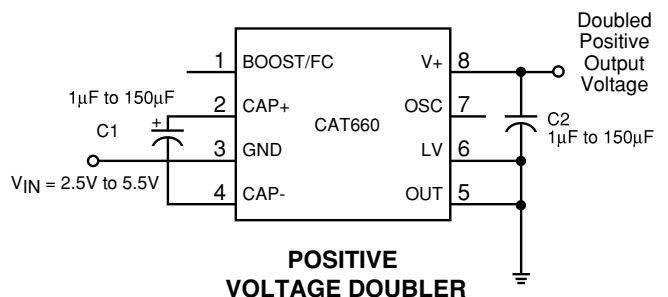 Doubled
Positive
Output
Voltage
1 BOOST/FC V+ 8
1µF to 150µF
C1
+
2 CAP+ OSC 7
CAT660
C2
1µF to 150µF
3 GND LV 6
VIN = 2.5V to 5.5V
4 CAP- OUT 5
POSITIVE
VOLTAGE DOUBLER